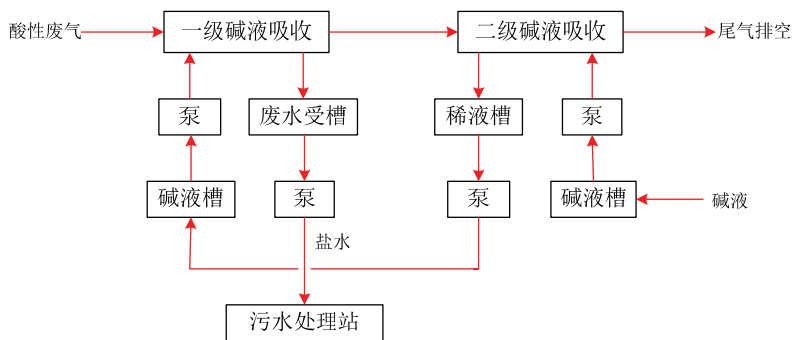 酸性废气
一级碱液吸收
二级碱液吸收
尾气排空
泵
废水受槽
稀液槽
泵
碱液槽
泵
泵
碱液槽
碱液
盐水
污水处理站